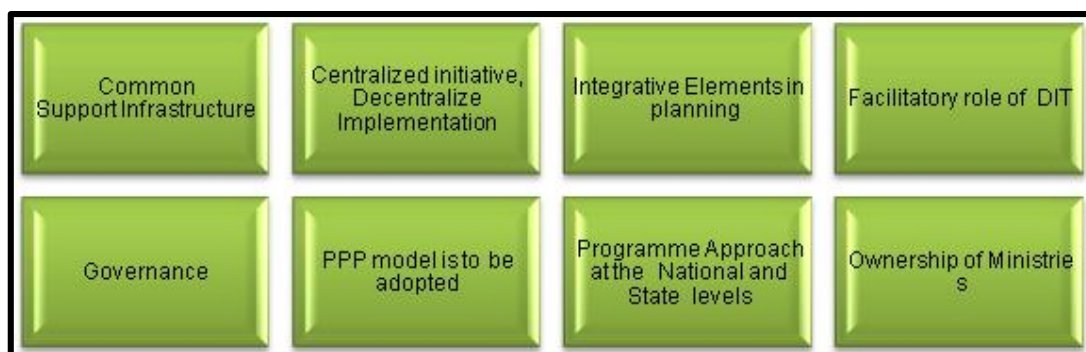 Common
Support Infrastructure
Centralized initiative,
Decentralize
Implementation
Integrative Elements in
planning
Facilitatory role of DIT
Governance
PPP model is to be
adopted
Programme Approach
at the National and
State levels
Ownership of Ministrie
s